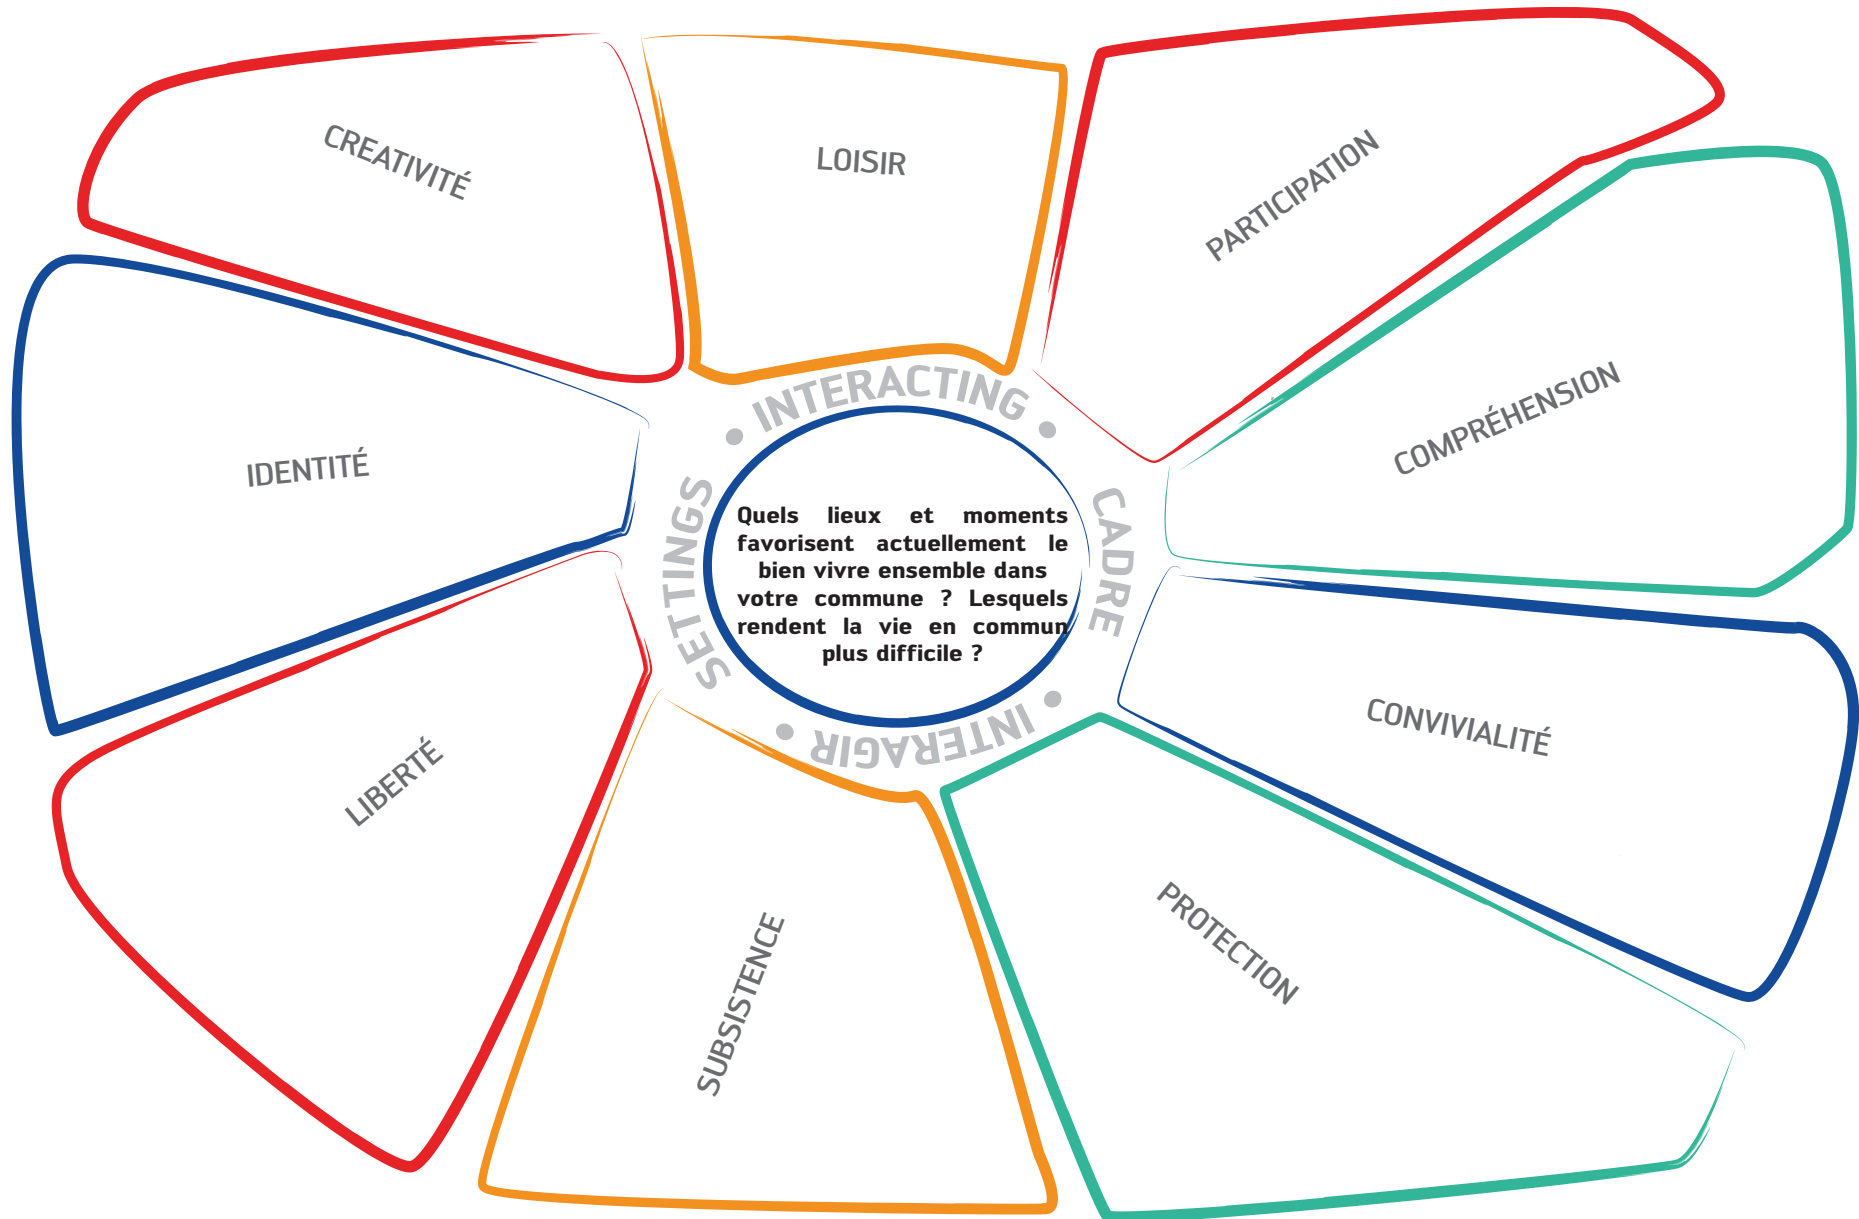 CREATIVITÉ
LOISIR
PARTICIPATION
COMPRÉHENSION
IDENTITÉ
• INTERACTING •
SETTINGS
CADRE
Quels lieux et moments
favorisent actuellement le
bien vivre ensemble dans
votre commune ? Lesquels
rendent la vie en commun
plus difficile ?
• INTERAGIR •
CONVIVIALITÉ
LIBERTÉ
PROTECTION
SUBSISTENCE